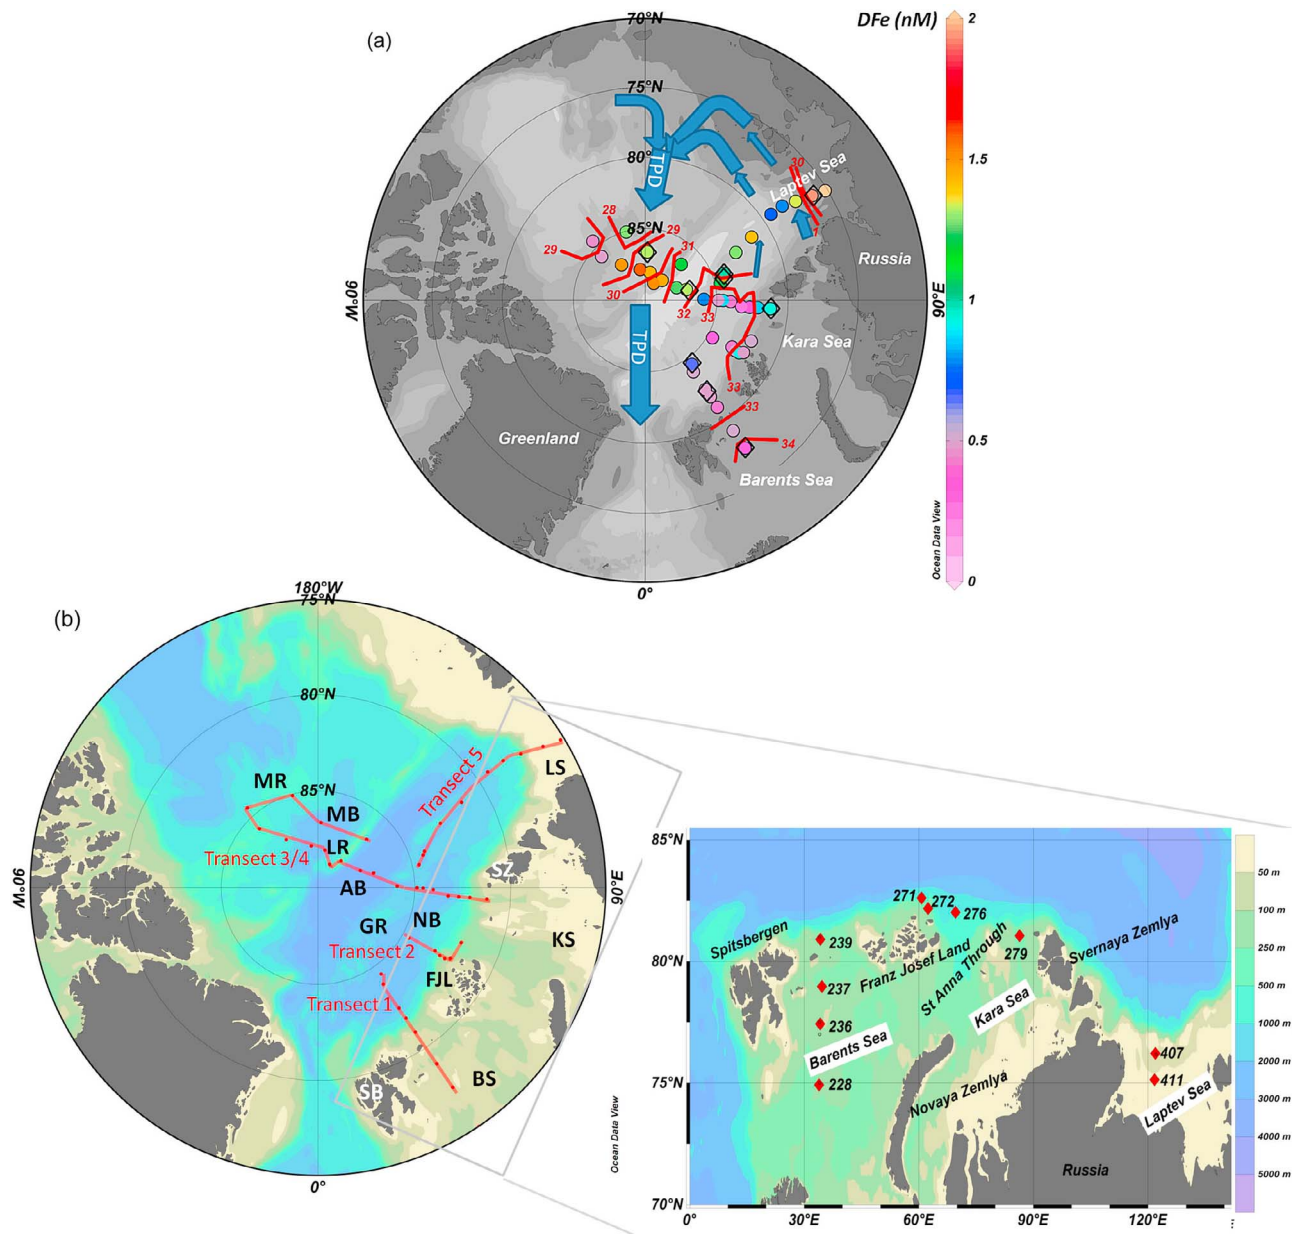 (a)
70°N
75°N
80°N
85°N
TPD
TPD
Laptev Sea
Russia
Kara Sea
Barents Sea
Greenland
90°W
90°E
0°
30
1
28
29
29
31
30
32
33
33
33
34
DFe (nM)
2
1.5
1
0.5
0
Ocean Data View
(b)
180°W
75°N
80°N
85°N
90°W
90°E
0°
MR
MB
LR
AB
GR
NB
FJL
SZ
LS
KS
BS
SB
Transect 5
Transect 3/4
Transect 2
Transect 1
85°N
80°N
75°N
70°N
0°
30°E
60°E
90°E
120°E
Spitsbergen
Franz Josef Land
St Anna Through
Svernaya Zemlya
Kara Sea
Barents Sea
Novaya Zemlya
Laptev Sea
Russia
271
272
276
239
279
237
236
228
407
411
Ocean Data View
50 m
100 m
250 m
500 m
1000 m
2000 m
3000 m
4000 m
5000 m